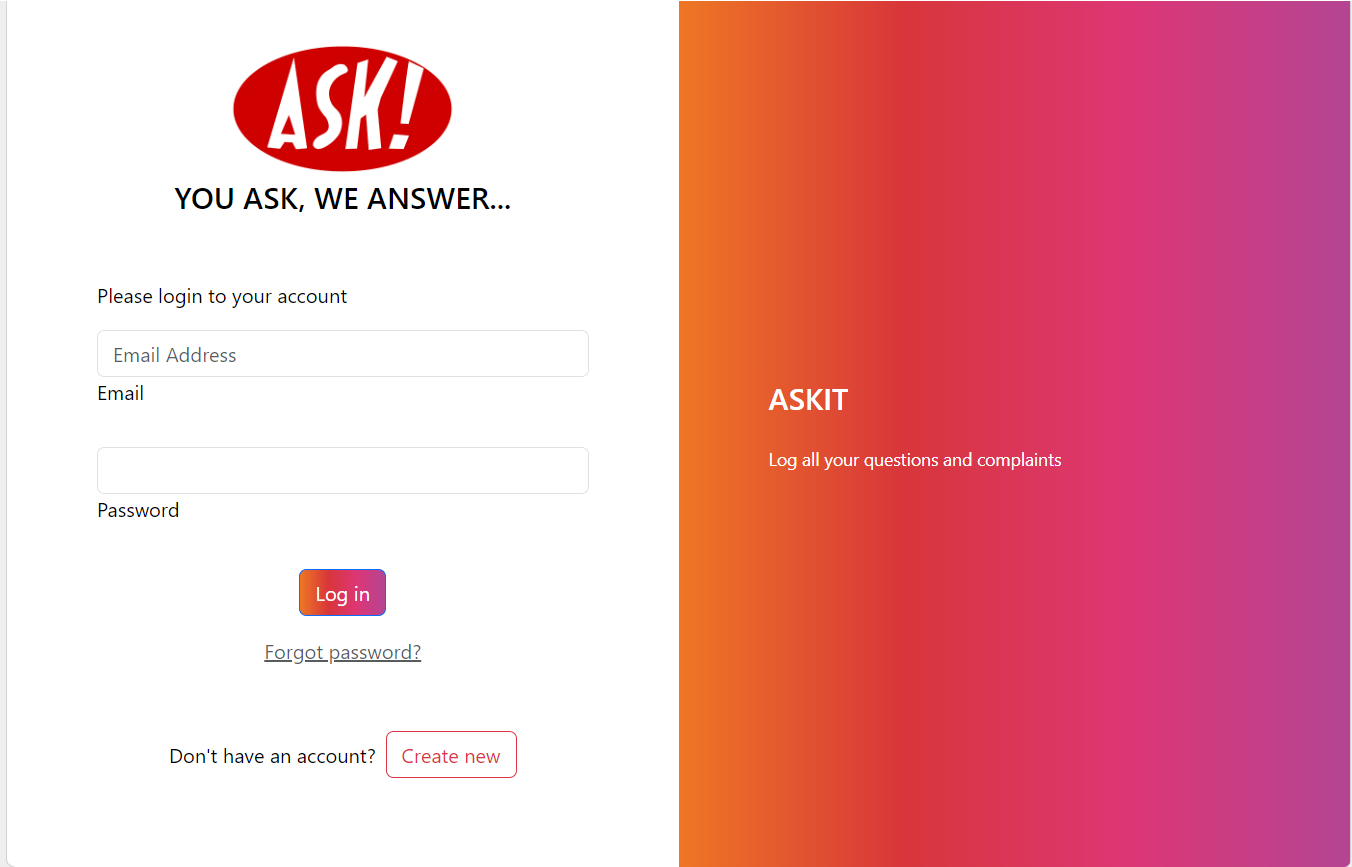 ASK!
YOU ASK, WE ANSWER...
Please login to your account
Email Address
Email
Password
Log in
Forgot password?
Don't have an account? Create new
ASKIT
Log all your questions and complaints